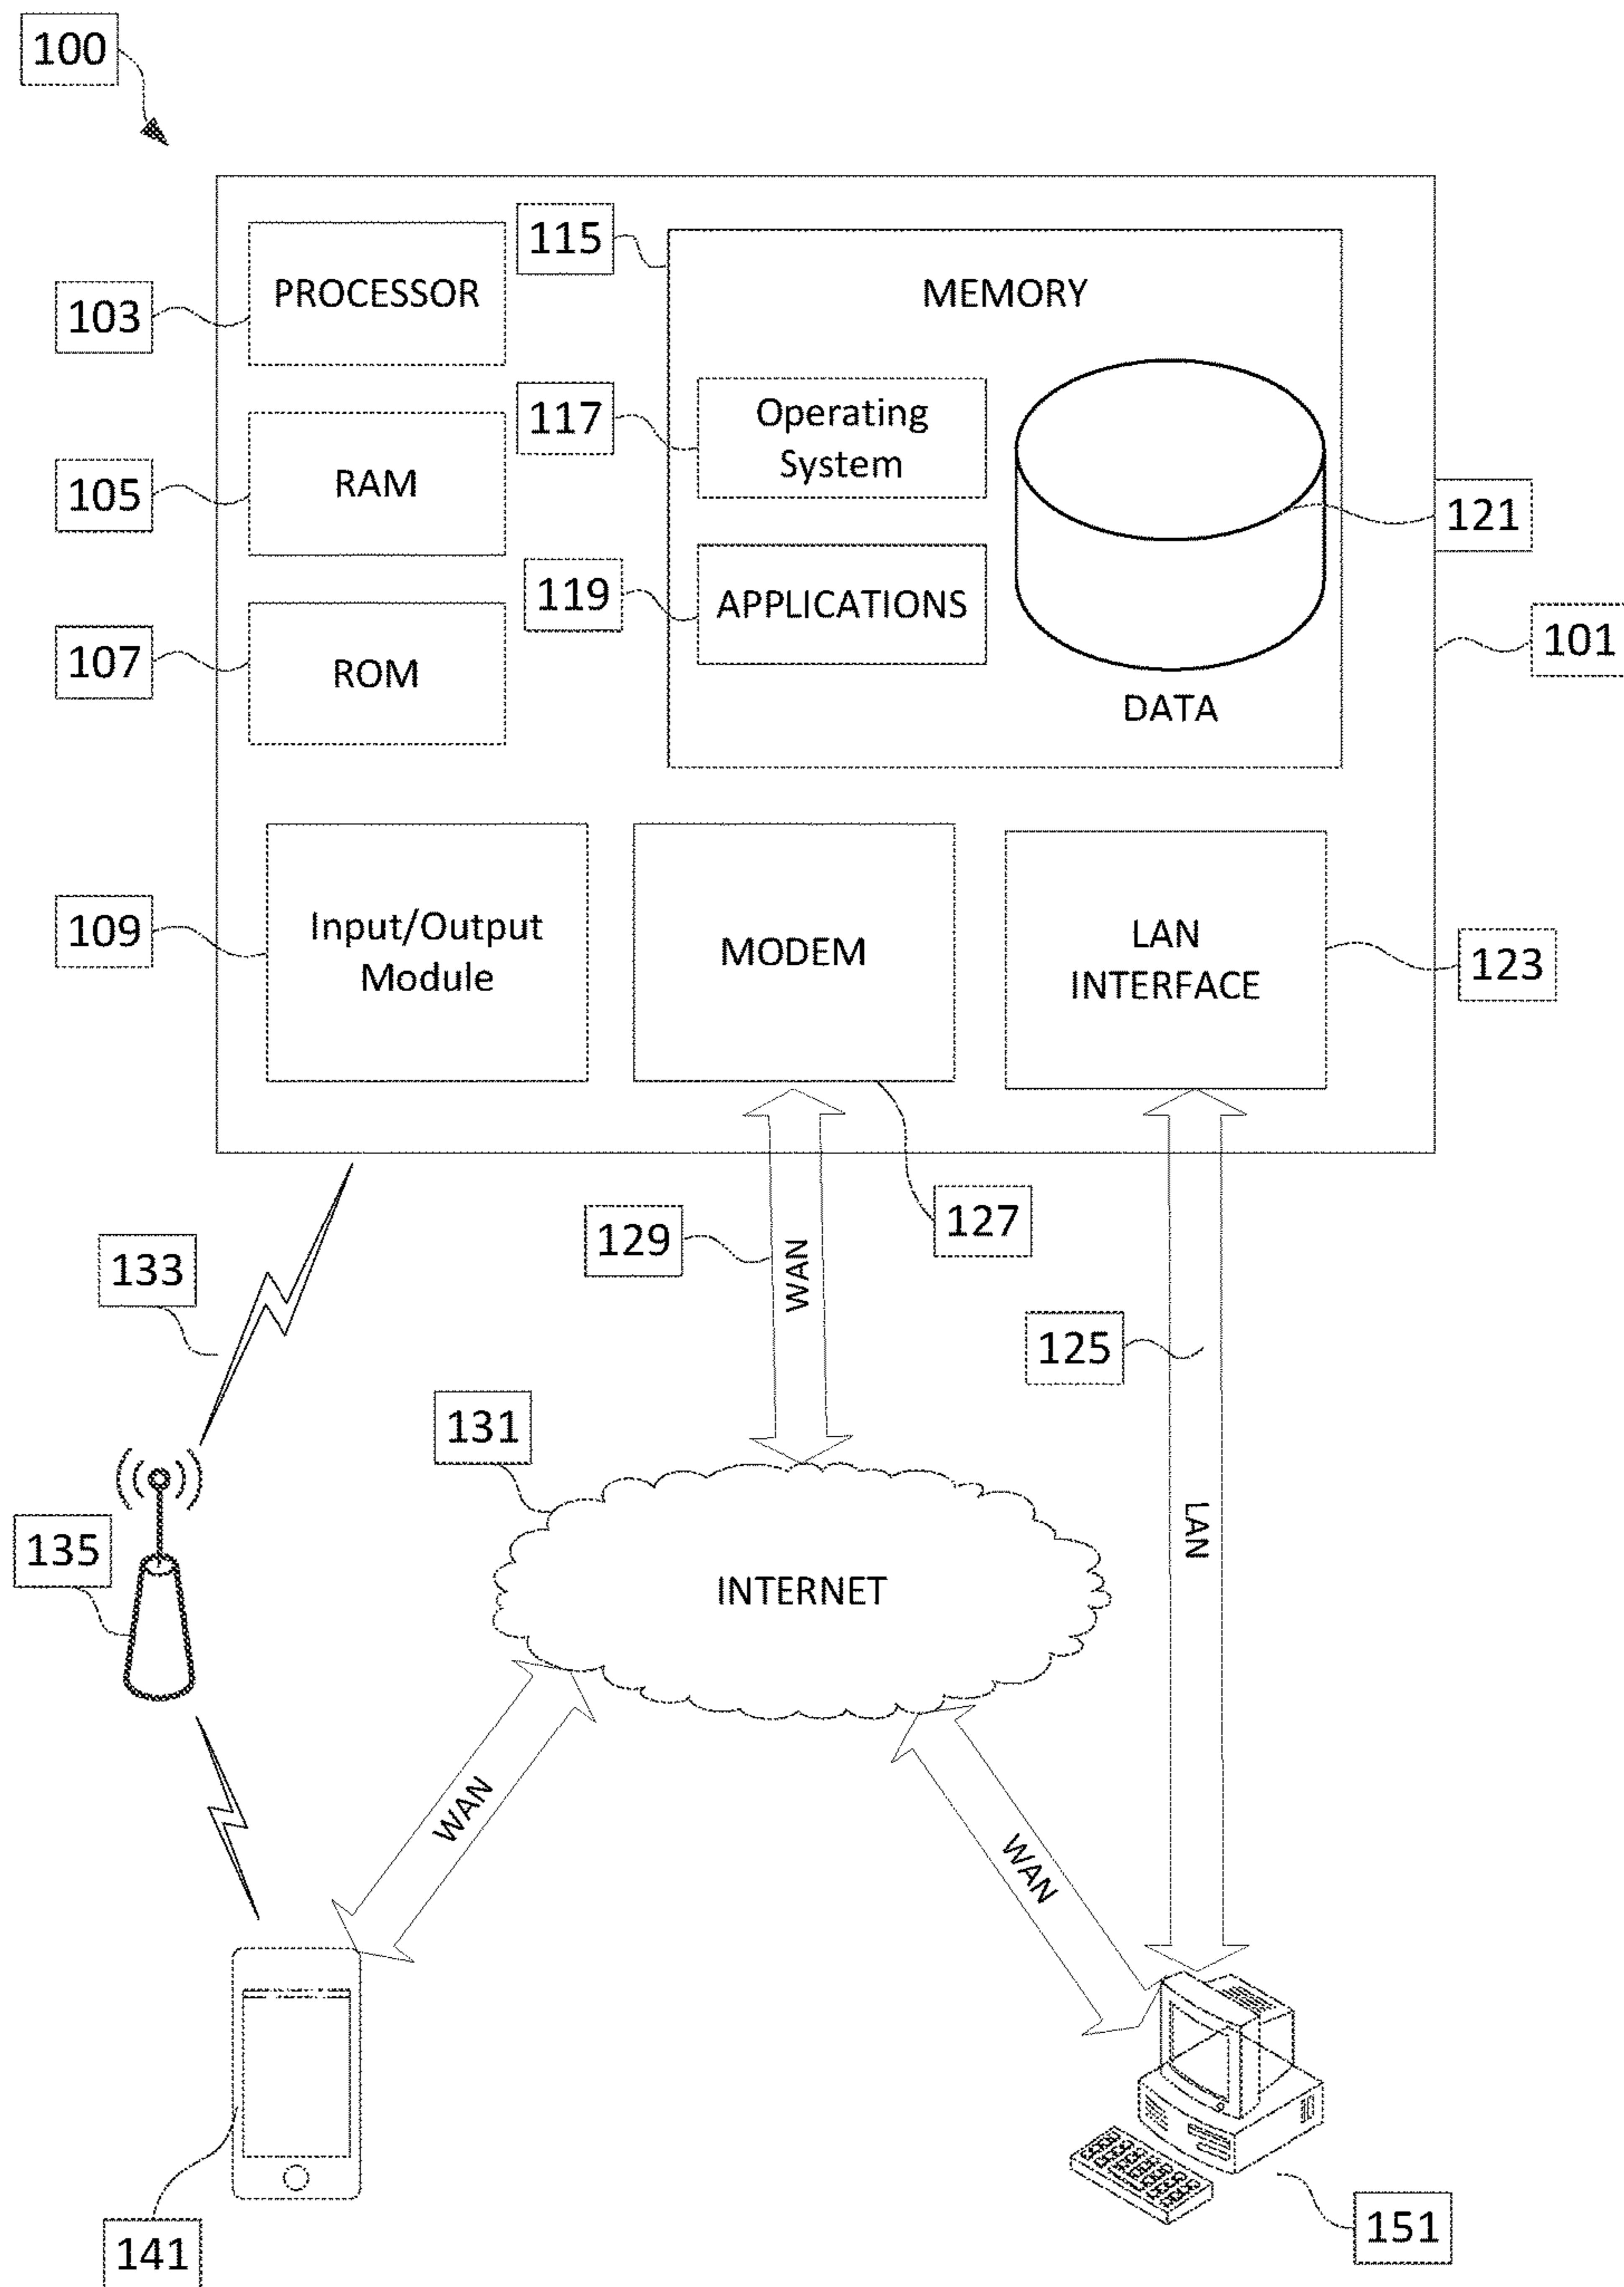 100
115
PROCESSOR
MEMORY
103
117
Operating
System
RAM
105
121
119
APPLICATIONS
101
107
ROM
DATA
109
Input/Output
Module
MODEM
LAN
INTERFACE
123
127
129
WAN
133
125
131
LAN
135
INTERNET
WAN
WAN
141
151